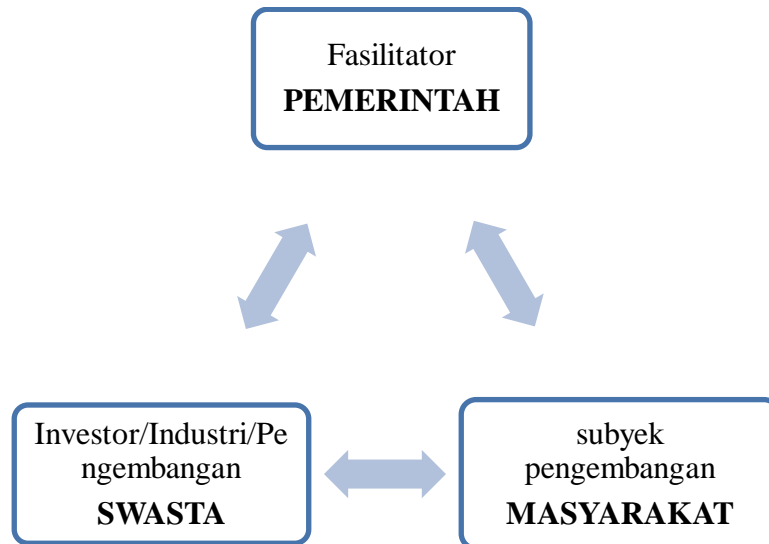 Fasilitator
PEMERINTAH
Investor/Industri/Pe
ngembangan
SWASTA
subyek
pengembangan
MASYARAKAT